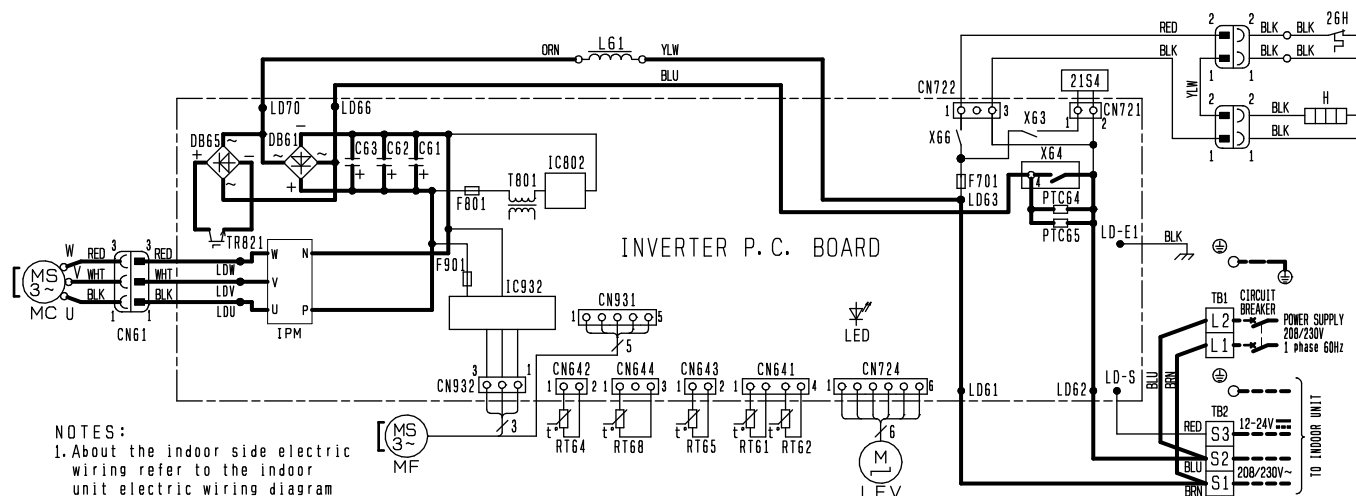 RED 2 2 BLK BLK 26H
ORN L61 YLW
BLK 1 1 BLK BLK
BLU
CN722 21S4 YLW
LD70 LD66 1 3 X63 1 2 CN721 2 2 BLK H
DB65 ~ - DB61 ~ X66 BLK
+ - ~ ~ C63 C62 C61 IC802 X64 1 1
~ + + + + T801 F701 4
F801 LD63 PTC64
TR821 PTC65 LD-E1 BLK
INVERTER P.C. BOARD
W RED 3 3 RED LDW W N F901
MS 3~ V WHT WHT LDV V IC932 CN931 TB1 CIRCUIT BREAKER
MC U BLK 1 1 BLK LDU U P 1 5 LED L2 POWER SUPPLY
CN61 IPM 5 L1 208/230V
1 phase 60Hz
BLU BRN
CN932 3 1 CN642 CN644 CN643 CN641 CN724 LD-S
1 2 1 3 1 2 1 4 1 6 LD61 LD62
3 t° t° t° t° t° 6 TB2
RT64 RT68 RT65 RT61 RT62 RED S3 12-24V
MS 3~ M BLU S2
MF LEV BRN S1 208/230V~
TO INDOOR UNIT
NOTES:
1. About the indoor side electric
wiring refer to the indoor
unit electric wiring diagram